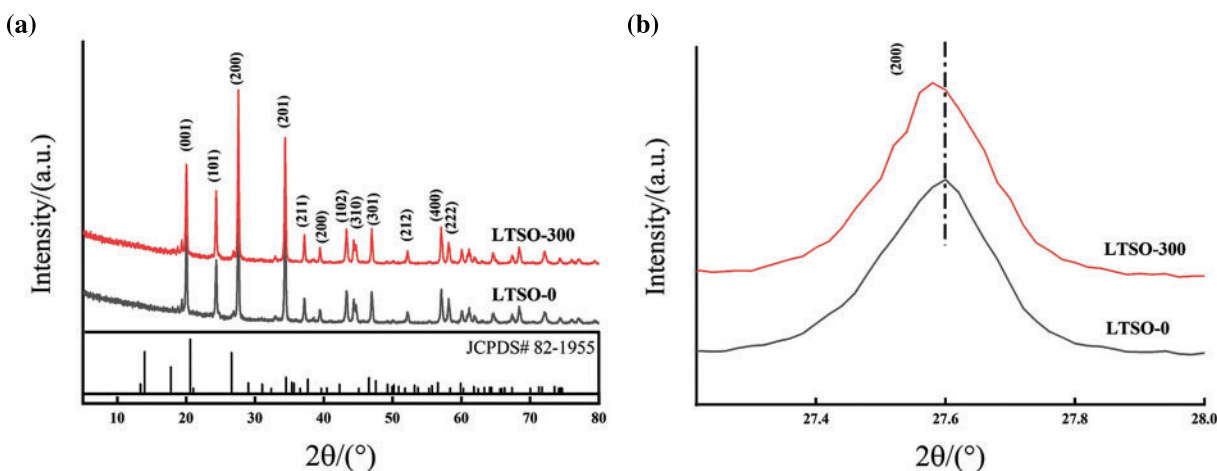 (a)
Intensity/(a.u.)
(001)
(101)
(200)
(201)
(211)
(200)
(102)
(310)
(301)
(212)
(400)
(222)
LTSO-300
LTSO-0
JCPDS# 82-1955
10 20 30 40 50 60 70 80
2θ/(°)
(b)
Intensity/(a.u.)
(200)
LTSO-300
LTSO-0
27.4 27.6 27.8 28.0
2θ/(°)